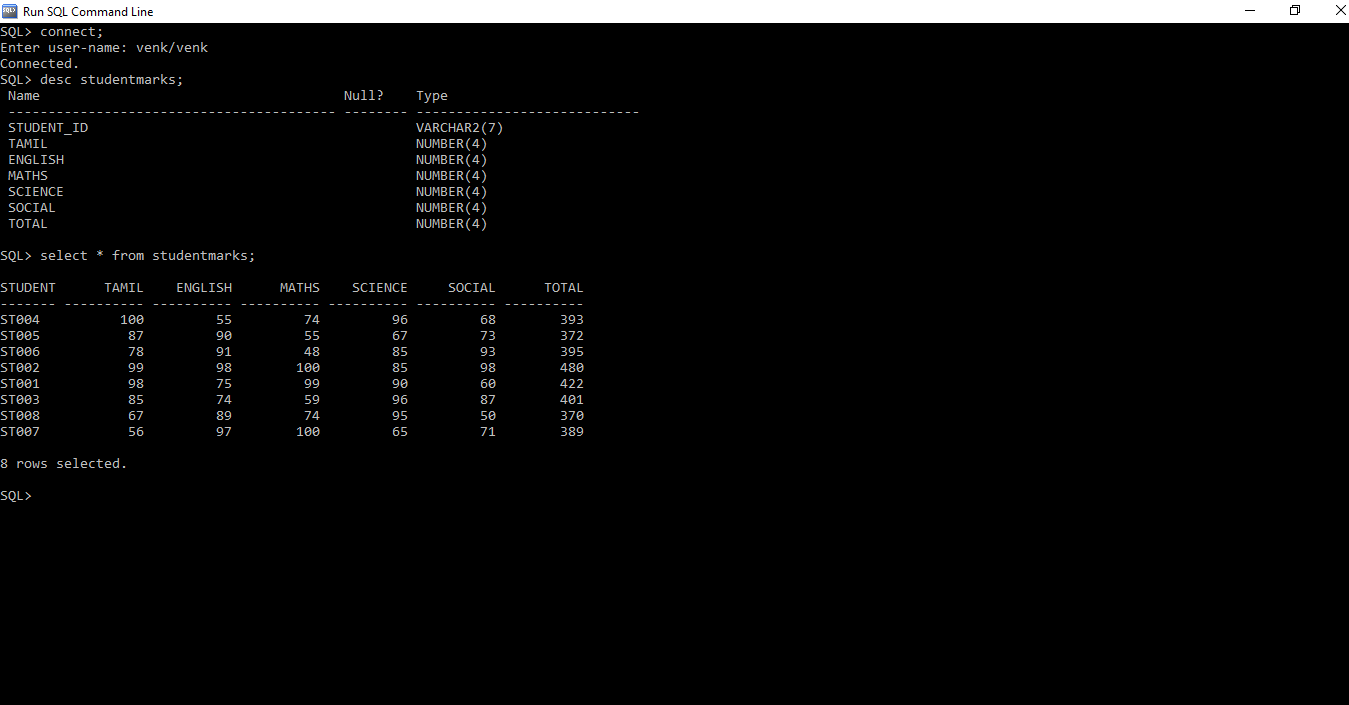 Run SQL Command Line
SQL> connect;
Enter user-name: venk/venk
Connected.
SQL> desc studentmarks;
 Name                                      Null?    Type
 ----------------------------------------- -------- ----------------------------
 STUDENT_ID                                         VARCHAR2(7)
 TAMIL                                              NUMBER(4)
 ENGLISH                                            NUMBER(4)
 MATHS                                              NUMBER(4)
 SCIENCE                                            NUMBER(4)
 SOCIAL                                             NUMBER(4)
 TOTAL                                              NUMBER(4)
SQL> select * from studentmarks;
STUDENT      TAMIL    ENGLISH      MATHS    SCIENCE     SOCIAL      TOTAL
------- ---------- ---------- ---------- ---------- ---------- ----------
ST004          100         55         74         96         68        393
ST005           87         90         55         67         73        372
ST006           78         91         48         85         93        395
ST002           99         98        100         85         98        480
ST001           98         75         99         90         60        422
ST003           85         74         59         96         87        401
ST008           67         89         74         95         50        370
ST007           56         97        100         65         71        389
8 rows selected.
SQL>